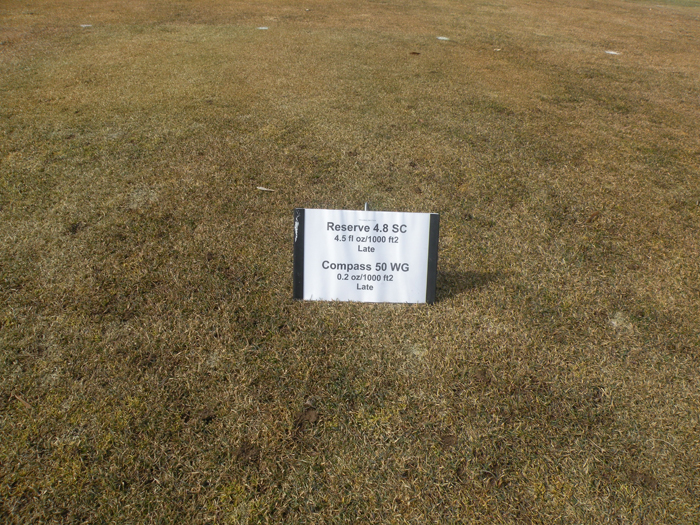 Reserve 4.8 SC
4.5 fl oz/1000 ft2
Late
Compass 50 WG
0.2 oz/1000 ft2
Late